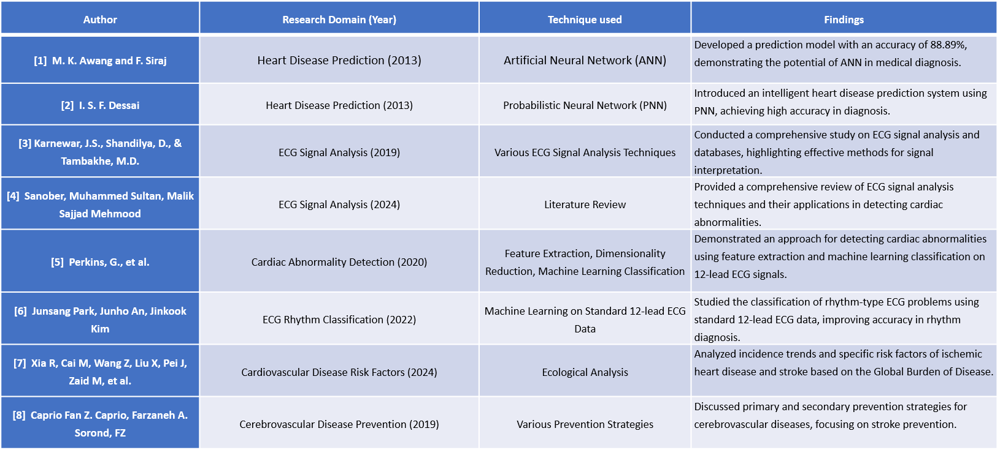 Author
Research Domain (Year)
Technique used
Findings
[1] M. K. Awang and F. Siraj
Heart Disease Prediction (2013)
Artificial Neural Network (ANN)
Developed a prediction model with an accuracy of 88.89%,
demonstrating the potential of ANN in medical diagnosis.
[2] I. S. F. Dessai
Heart Disease Prediction (2013)
Probabilistic Neural Network (PNN)
Introduced an intelligent heart disease prediction system using
PNN, achieving high accuracy in diagnosis.
[3] Karnewar, J.S., Shandilya, D., &
Tambakhe, M.D.
ECG Signal Analysis (2019)
Various ECG Signal Analysis Techniques
Conducted a comprehensive study on ECG signal analysis and
databases, highlighting effective methods for signal
interpretation.
[4] Sanober, Muhammed Sultan, Malik
Sajjad Mehmood
ECG Signal Analysis (2024)
Literature Review
Provided a comprehensive review of ECG signal analysis
techniques and their applications in detecting cardiac
abnormalities.
[5] Perkins, G., et al.
Cardiac Abnormality Detection (2020)
Feature Extraction, Dimensionality
Reduction, Machine Learning Classification
Demonstrated an approach for detecting cardiac abnormalities
using feature extraction and machine learning classification on
12-lead ECG signals.
[6] Junsang Park, Junho An, Jinkook
Kim
ECG Rhythm Classification (2022)
Machine Learning on Standard 12-lead ECG
Data
Studied the classification of rhythm-type ECG problems using
standard 12-lead ECG data, improving accuracy in rhythm
diagnosis.
[7] Xia R, Cai M, Wang Z, Liu X, Pei J,
Zaid M, et al.
Cardiovascular Disease Risk Factors (2024)
Ecological Analysis
Analyzed incidence trends and specific risk factors of ischemic
heart disease and stroke based on the Global Burden of Disease.
[8] Caprio Fan Z. Caprio, Farzaneh A.
Sorond, FZ
Cerebrovascular Disease Prevention (2019)
Various Prevention Strategies
Discussed primary and secondary prevention strategies for
cerebrovascular diseases, focusing on stroke prevention.